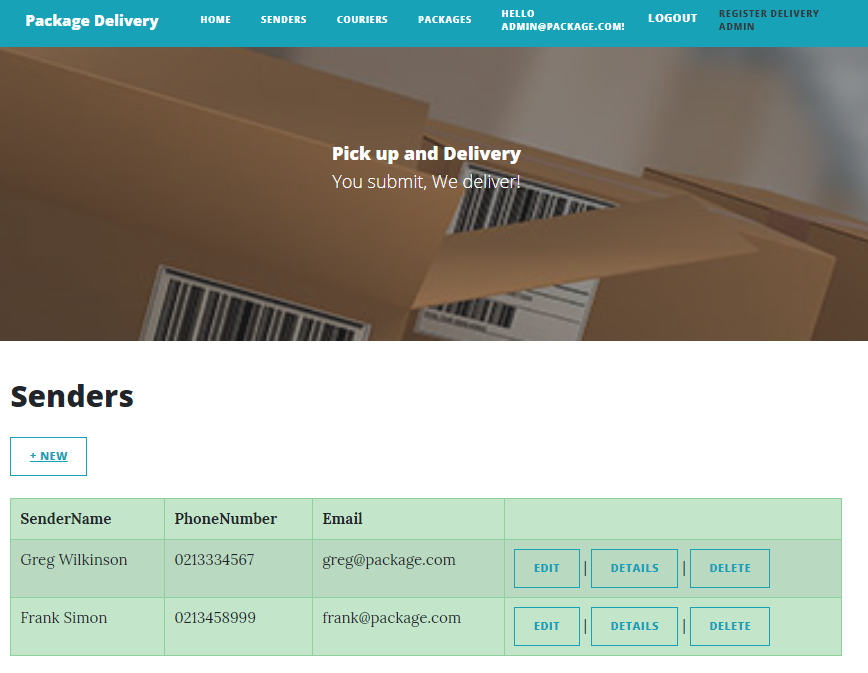 Package Delivery
HOME
SENDERS
COURIERS
PACKAGES
HELLO
ADMIN@PACKAGE.COM!
LOGOUT
REGISTER DELIVERY
ADMIN
Pick up and Delivery
You submit, We deliver!
Senders
+ NEW
SenderName PhoneNumber Email
Greg Wilkinson 0213334567 greg@package.com EDIT | DETAILS | DELETE
Frank Simon 0213458999 frank@package.com EDIT | DETAILS | DELETE